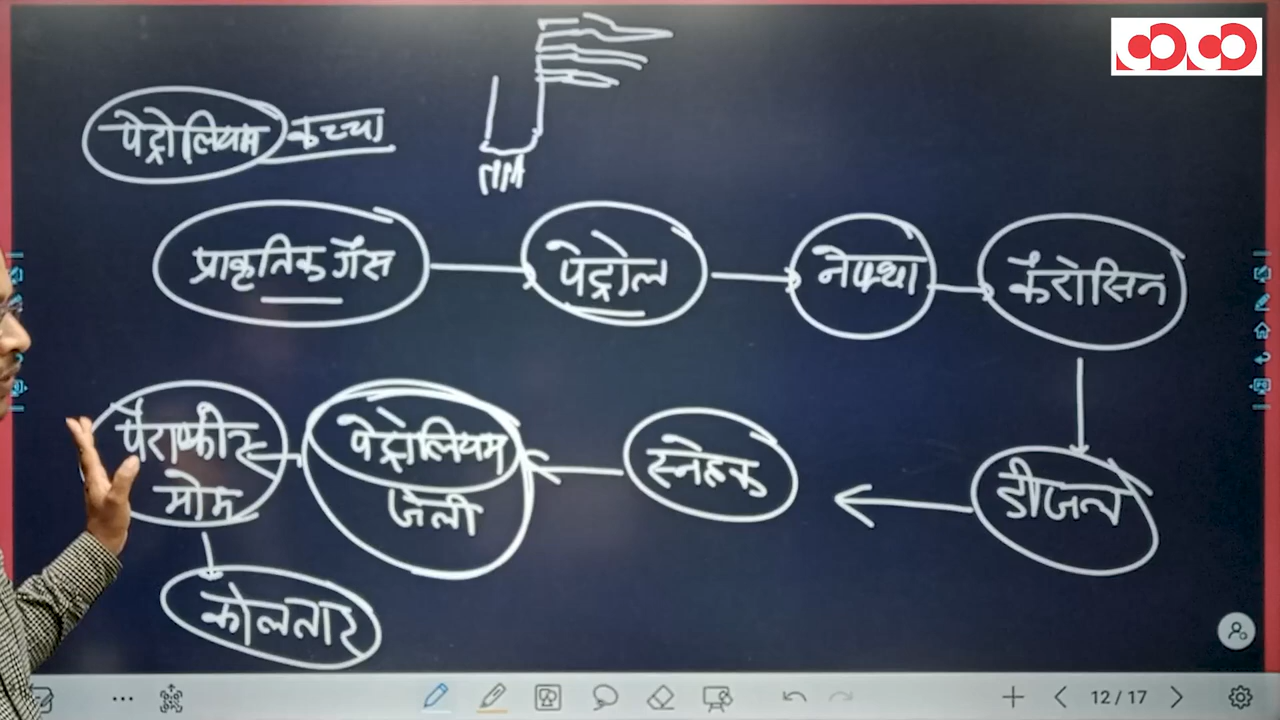 पेट्रोलियम कच्चा
प्राकृतिक गैस
पेट्रोल
नेफ्था
कैरोसिन
डीजल
स्नेहक
पेट्रोलियम
जेली
पैराफीन
मोम
कोलतार
12 / 17